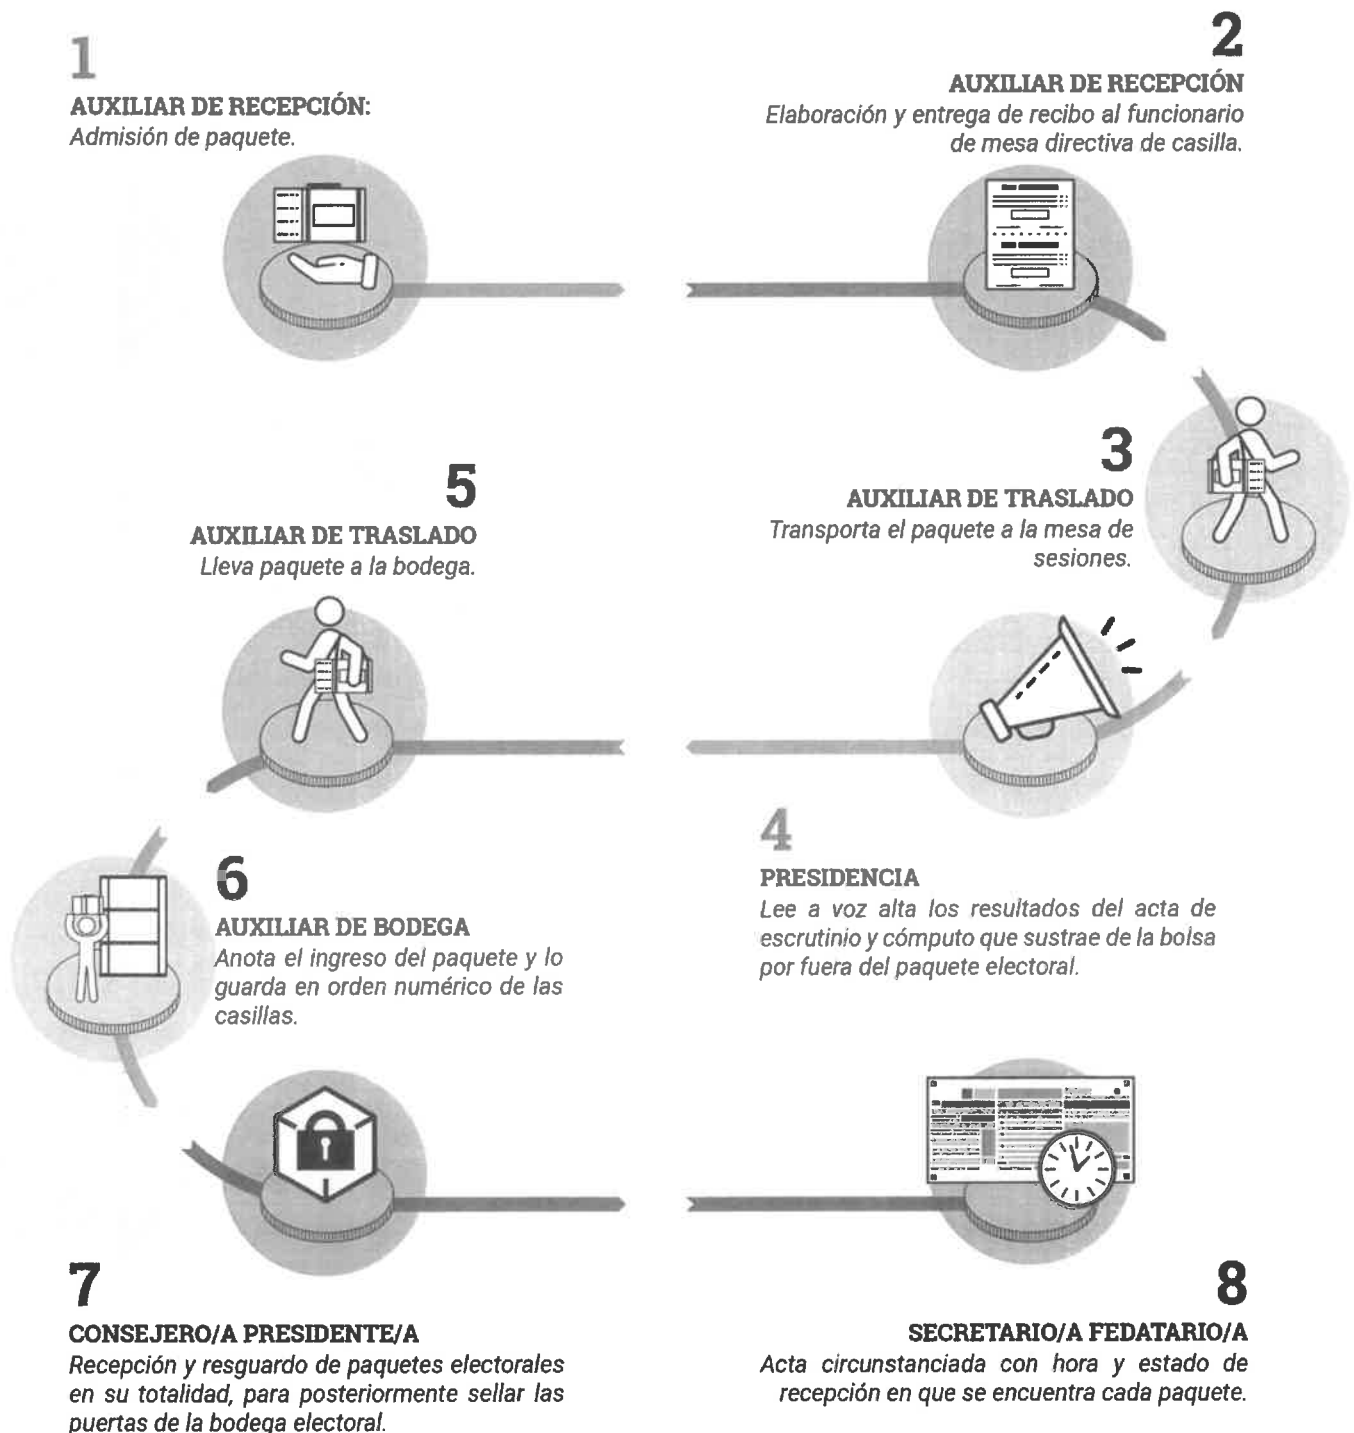 1
AUXILIAR DE RECEPCIÓN:
Admisión de paquete.
2
AUXILIAR DE RECEPCIÓN
Elaboración y entrega de recibo al funcionario
de mesa directiva de casilla.
3
AUXILIAR DE TRASLADO
Transporta el paquete a la mesa de
sesiones.
4
PRESIDENCIA
Lee a voz alta los resultados del acta de
escrutinio y cómputo que sustrae de la bolsa
por fuera del paquete electoral.
5
AUXILIAR DE TRASLADO
Lleva paquete a la bodega.
6
AUXILIAR DE BODEGA
Anota el ingreso del paquete y lo
guarda en orden numérico de las
casillas.
7
CONSEJERO/A PRESIDENTE/A
Recepción y resguardo de paquetes electorales
en su totalidad, para posteriormente sellar las
puertas de la bodega electoral.
8
SECRETARIO/A FEDATARIO/A
Acta circunstanciada con hora y estado de
recepción en que se encuentra cada paquete.